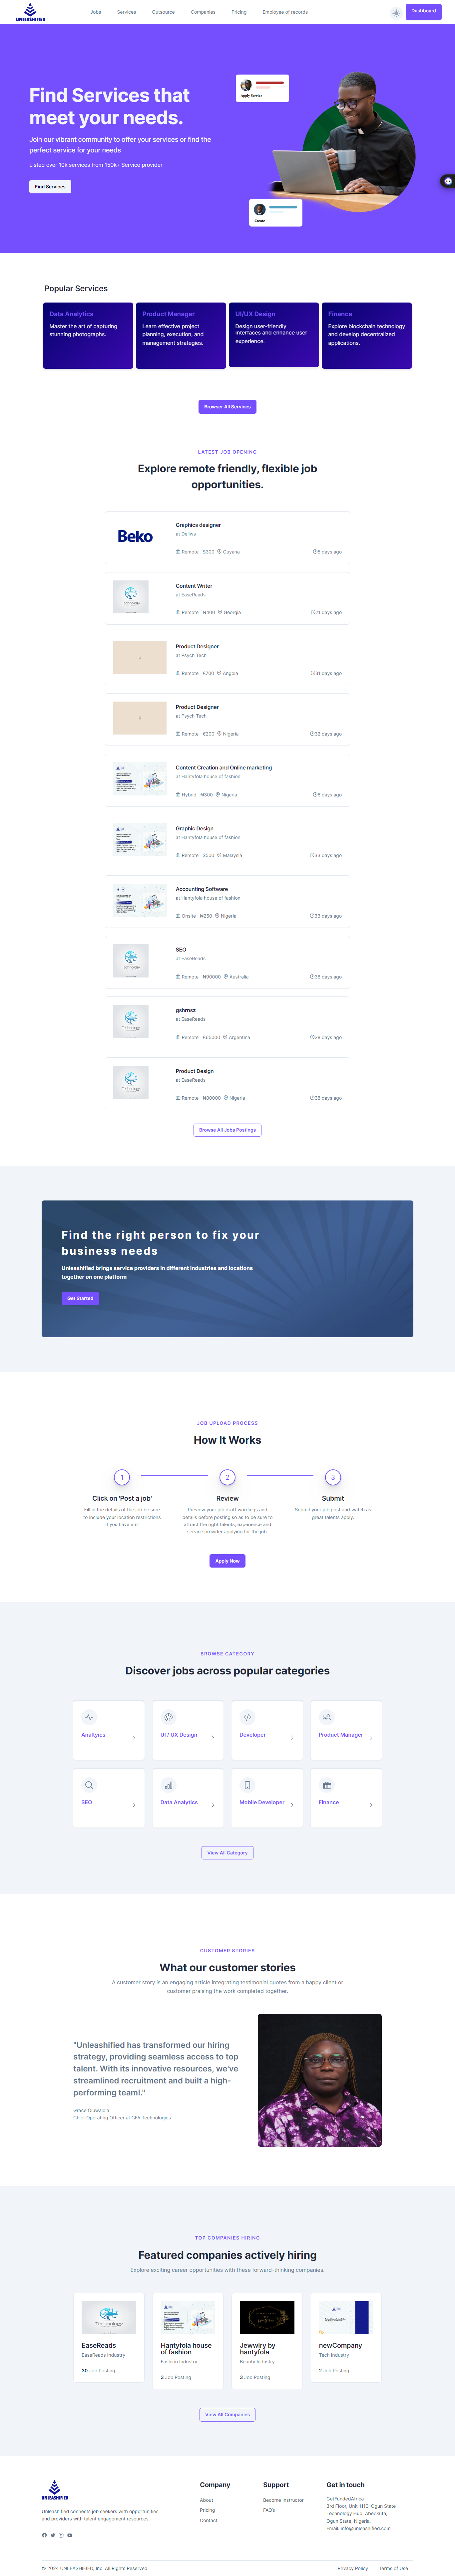 UNLEASHIFIED
Jobs
Services
Outsource
Companies
Pricing
Employee of records
Dashboard
Find Services that
meet your needs.
Join our vibrant community to offer your services or find the
perfect service for your needs
Listed over 10k services from 150k+ Service provider
Find Services
Apply Service
Create
Popular Services
Data Analytics
Master the art of capturing
stunning photographs.
Product Manager
Learn effective project
planning, execution, and
management strategies.
UI/UX Design
Design user-friendly
interfaces and enhance user
experience.
Finance
Explore blockchain technology
and develop decentralized
applications.
Browser All Services
LATEST JOB OPENING
Explore remote friendly, flexible job
opportunities.
Beko
Graphics designer
at Delixes
Remote $300 Guyana
5 days ago
Content Writer
at EaseReads
Remote ₦400 Georgia
21 days ago
Product Designer
at Psych Tech
Remote €700 Angola
31 days ago
Product Designer
at Psych Tech
Remote €200 Nigeria
32 days ago
Content Creation and Online marketing
at Hantyfola house of fashion
Hybrid ₦300 Nigeria
6 days ago
Graphic Design
at Hantyfola house of fashion
Remote $500 Malaysia
33 days ago
Accounting Software
at Hantyfola house of fashion
Onsite ₦250 Nigeria
33 days ago
SEO
at EaseReads
Remote ₦90000 Australia
38 days ago
gshmsz
at EaseReads
Remote €65000 Argentina
38 days ago
Product Design
at EaseReads
Remote ₦80000 Nigeria
38 days ago
Browse All Jobs Postings
Find the right person to fix your
business needs
Unleashified brings service providers in different industries and locations
together on one platform
Get Started
JOB UPLOAD PROCESS
How It Works
1
2
3
Click on 'Post a job'
Fill in the details of the job be sure
to include your location restrictions
if you have any!
Review
Preview your job draft wordings and
details before posting so as to be sure to
attract the right talents, experience and
service provider applying for the job.
Submit
Submit your job post and watch as
great talents apply.
Apply Now
BROWSE CATEGORY
Discover jobs across popular categories
Analtyics
UI / UX Design
Developer
Product Manager
SEO
Data Analytics
Mobile Developer
Finance
View All Category
CUSTOMER STORIES
What our customer stories
A customer story is an engaging article integrating testimonial quotes from a happy client or
customer praising the work completed together.
"Unleashified has transformed our hiring
strategy, providing seamless access to top
talent. With its innovative resources, we've
streamlined recruitment and built a high-
performing team!."
Grace Oluwalola
Chief Operating Officer at GFA Technologies
TOP COMPANIES HIRING
Featured companies actively hiring
Explore exciting career opportunities with these forward-thinking companies.
EaseReads
EaseReads Industry
30 Job Posting
Hantyfola house
of fashion
Fashion Industry
3 Job Posting
Jewwlry by
hantyfola
Beauty Industry
3 Job Posting
newCompany
Tech Industry
2 Job Posting
View All Companies
UNLEASHIFIED
Unleashified connects job seekers with opportunities
and providers with talent engagement resources.
Company
About
Pricing
Contact
Support
Become Instructor
FAQ's
Get in touch
GetFundedAfrica
3rd Floor, Unit 1110, Ogun State
Technology Hub, Abeokuta,
Ogun State, Nigeria.
Email: info@unleashified.com
© 2024 UNLEASHIFIED, Inc. All Rights Reserved
Privacy Policy
Terms of Use